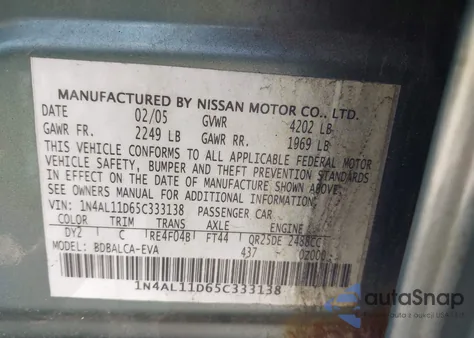 MANUFACTURED BY NISSAN MOTOR CO., LTD.
DATE 02/05 GVWR 4202 LB
GAWR FR. 2249 LB GAWR RR. 1969 LB
THIS VEHICLE CONFORMS TO ALL APPLICABLE FEDERAL MOTOR
VEHICLE SAFETY, BUMPER AND THEFT PREVENTION STANDARDS
IN EFFECT ON THE DATE OF MANUFACTURE SHOWN ABOVE.
SEE OWNERS MANUAL FOR ADDITIONAL INFORMATION.
VIN: 1N4AL11D65C333138 PASSENGER CAR
COLOR TRIM TRANS AXLE ENGINE
DY2 C RE4F04B FT44 QR25DE 2488CC
MODEL: BDBALCA-EVA 437 02000
1N4AL11D65C333138
autoSnap